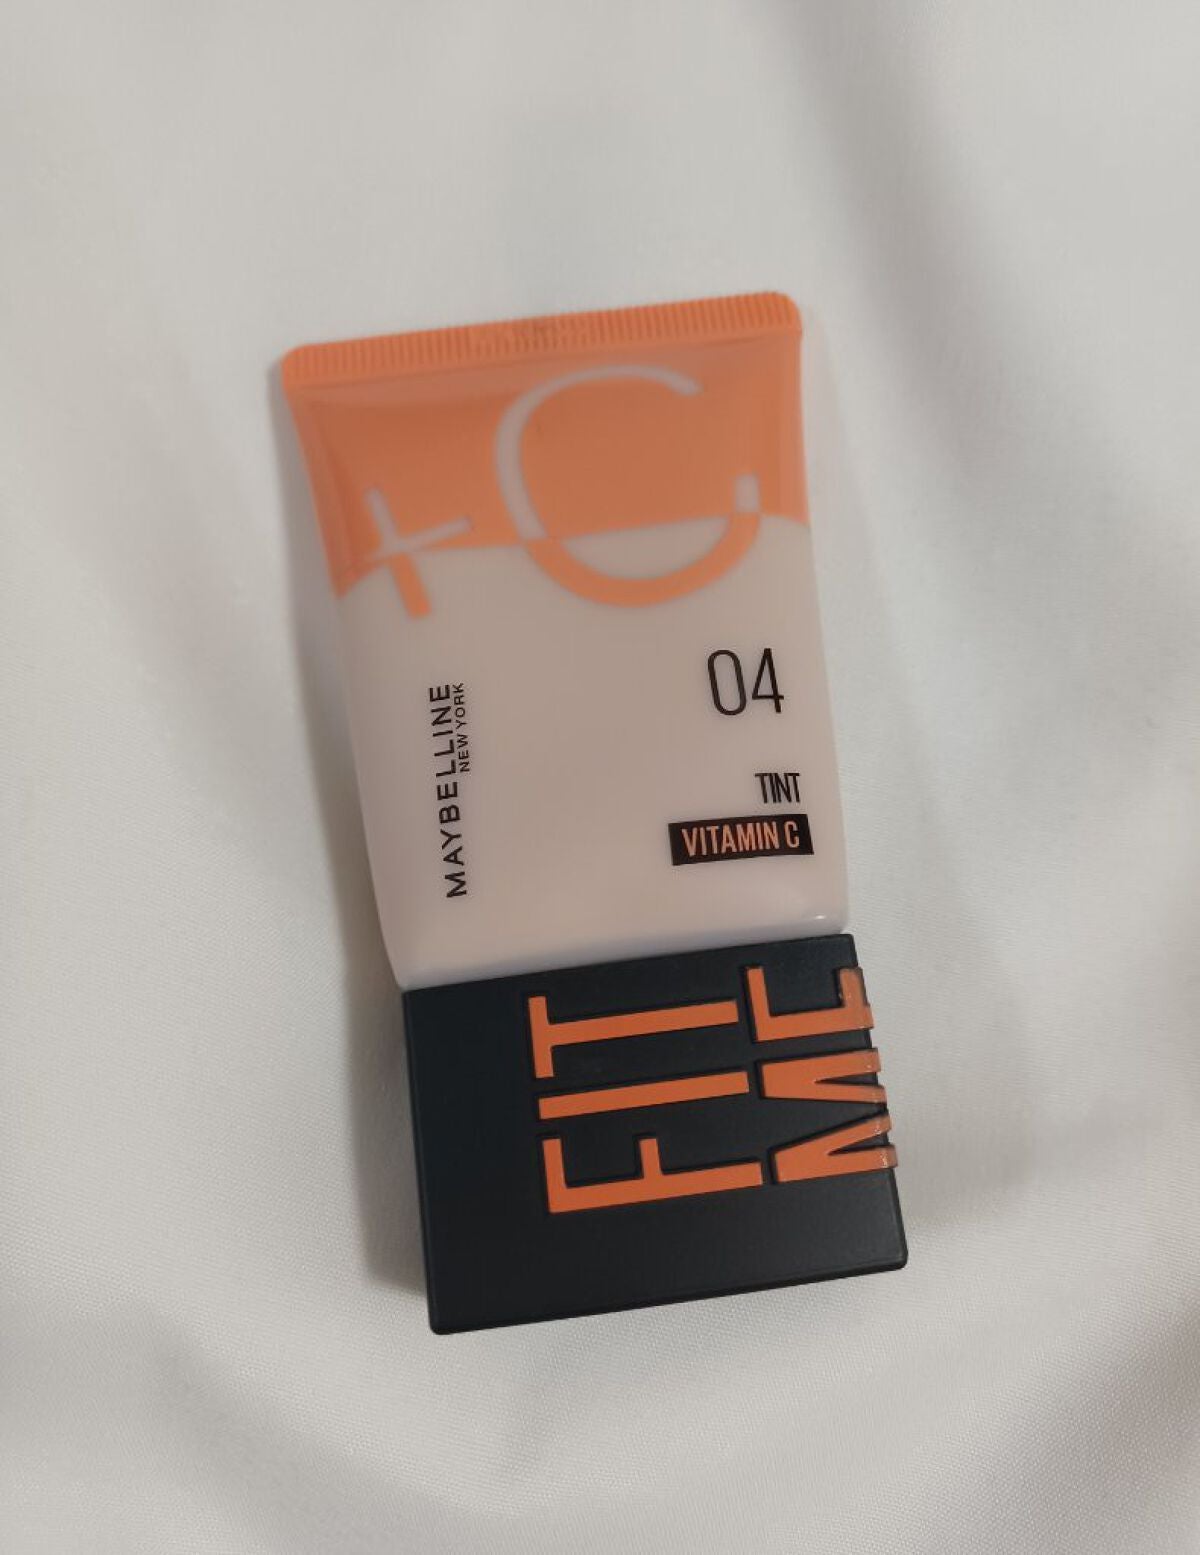 +C
MAYBELLINE
NEW YORK
04
TINT
VITAMIN C
FIT
ME